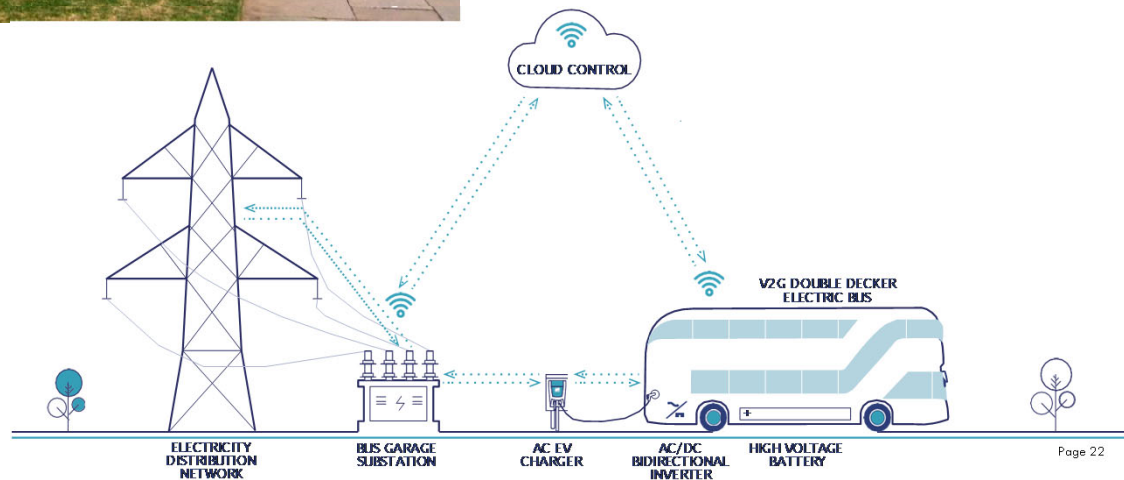 CLOUD CONTROL
V2G DOUBLE DECKER
ELECTRIC BUS
ELECTRICITY
DISTRIBUTION
NETWORK
BUS GARAGE
SUBSTATION
AC EV
CHARGER
AC/DC
BIDIRECTIONAL
INVERTER
HIGH VOLTAGE
BATTERY
Page 22